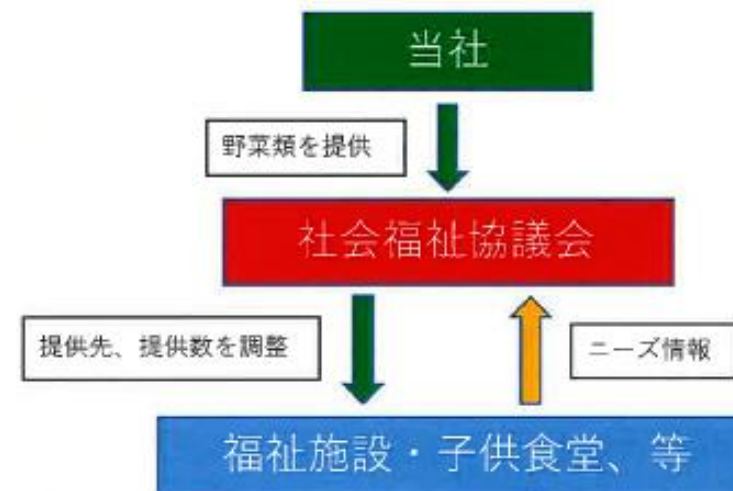 当社
野菜類を提供
社会福祉協議会
提供先、提供数を調整
ニーズ情報
福祉施設・子供食堂、等